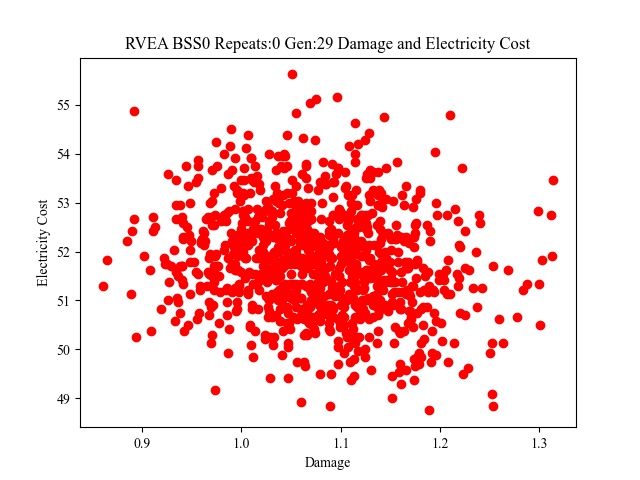 RVEA BSS0 Repeats:0 Gen:29 Damage and Electricity Cost
55
54
53
52
51
50
49
Electricity Cost
0.9 1.0 1.1 1.2 1.3
Damage